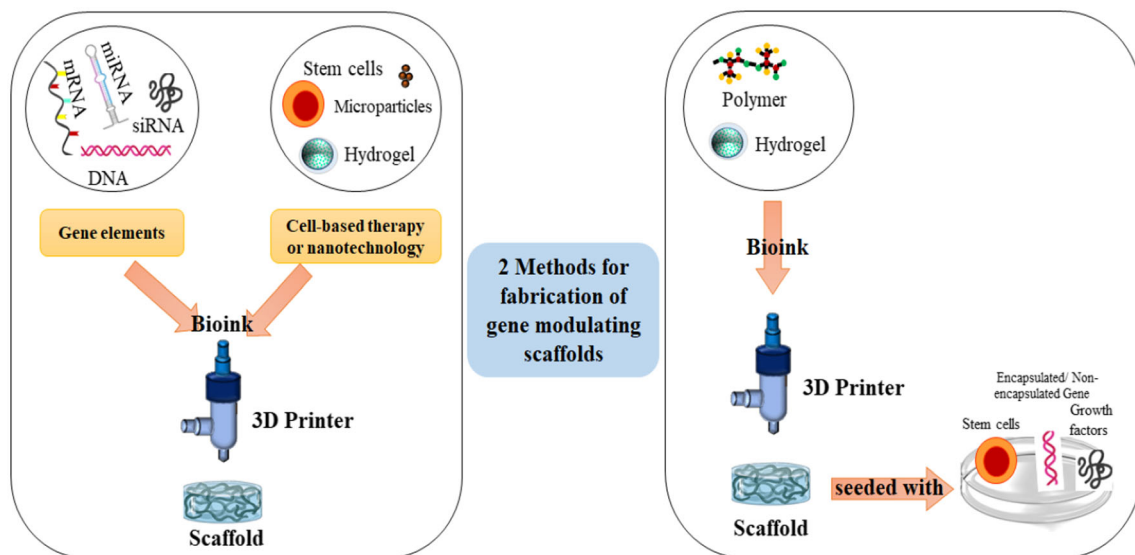 mRNA
miRNA
siRNA
DNA
Stem cells
Microparticles
Hydrogel
Gene elements
Cell-based therapy
or nanotechnology
Bioink
3D Printer
Scaffold
2 Methods for
fabrication of
gene modulating
scaffolds
Polymer
Hydrogel
Bioink
3D Printer
Scaffold
seeded with
Encapsulated/ Non-
encapsulated Gene
Stem cells
Growth
factors